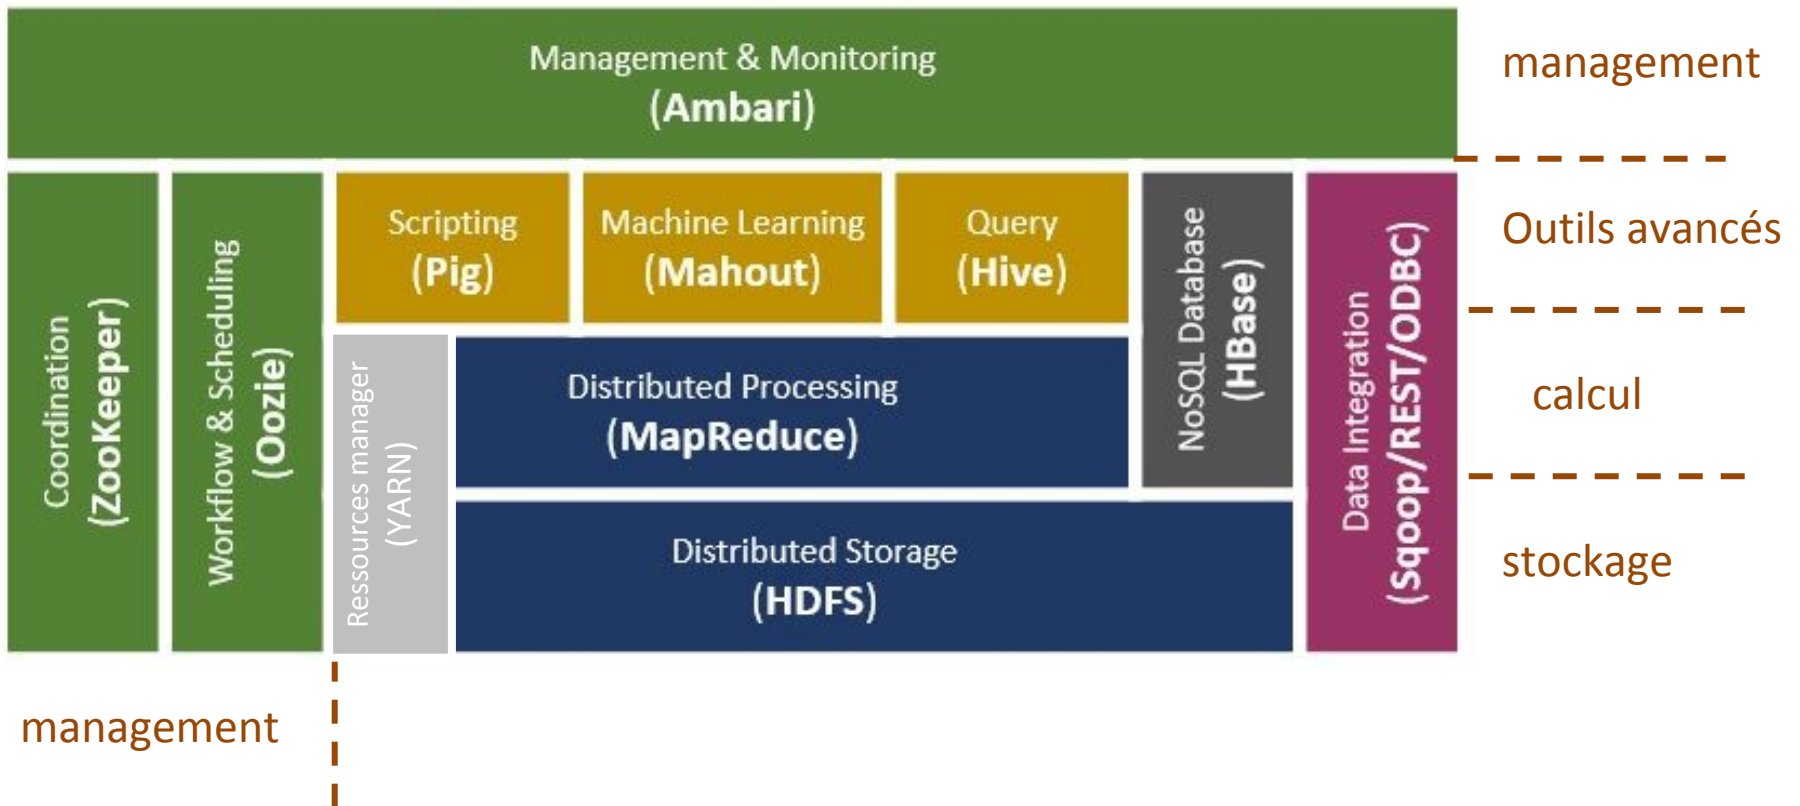 Management & Monitoring
(Ambari)
management
Coordination
(ZooKeeper)
Workflow & Scheduling
(Oozie)
Scripting
(Pig)
Machine Learning
(Mahout)
Query
(Hive)
NoSQL Database
(HBase)
Data Integration
(Sqoop/REST/ODBC)
Outils avancés
Ressources manager
(YARN)
Distributed Processing
(MapReduce)
calcul
Distributed Storage
(HDFS)
stockage
management